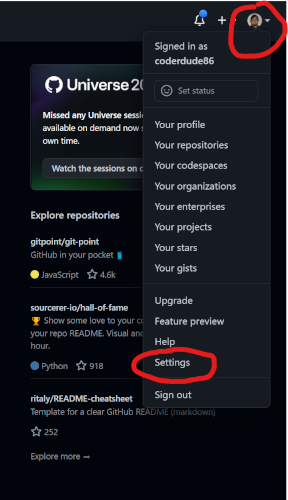 Signed in as
coderdude86
Set status
Your profile
Your repositories
Your codespaces
Your organizations
Your enterprises
Your projects
Your stars
Your gists
Upgrade
Feature preview
Help
Settings
Sign out
Universe 20
Missed any Universe sessi
available on demand now
own time.
Watch the sessions on
Explore repositories
gitpoint/git-point
GitHub in your pocket
JavaScript 4.6k
sourcerer-io/hall-of-fame
Show some love to your
your repo README. Visual and
hour.
Python 918
ritaly/README-cheatsheet
Template for a clear GitHub README (markdown)
252
Explore more →